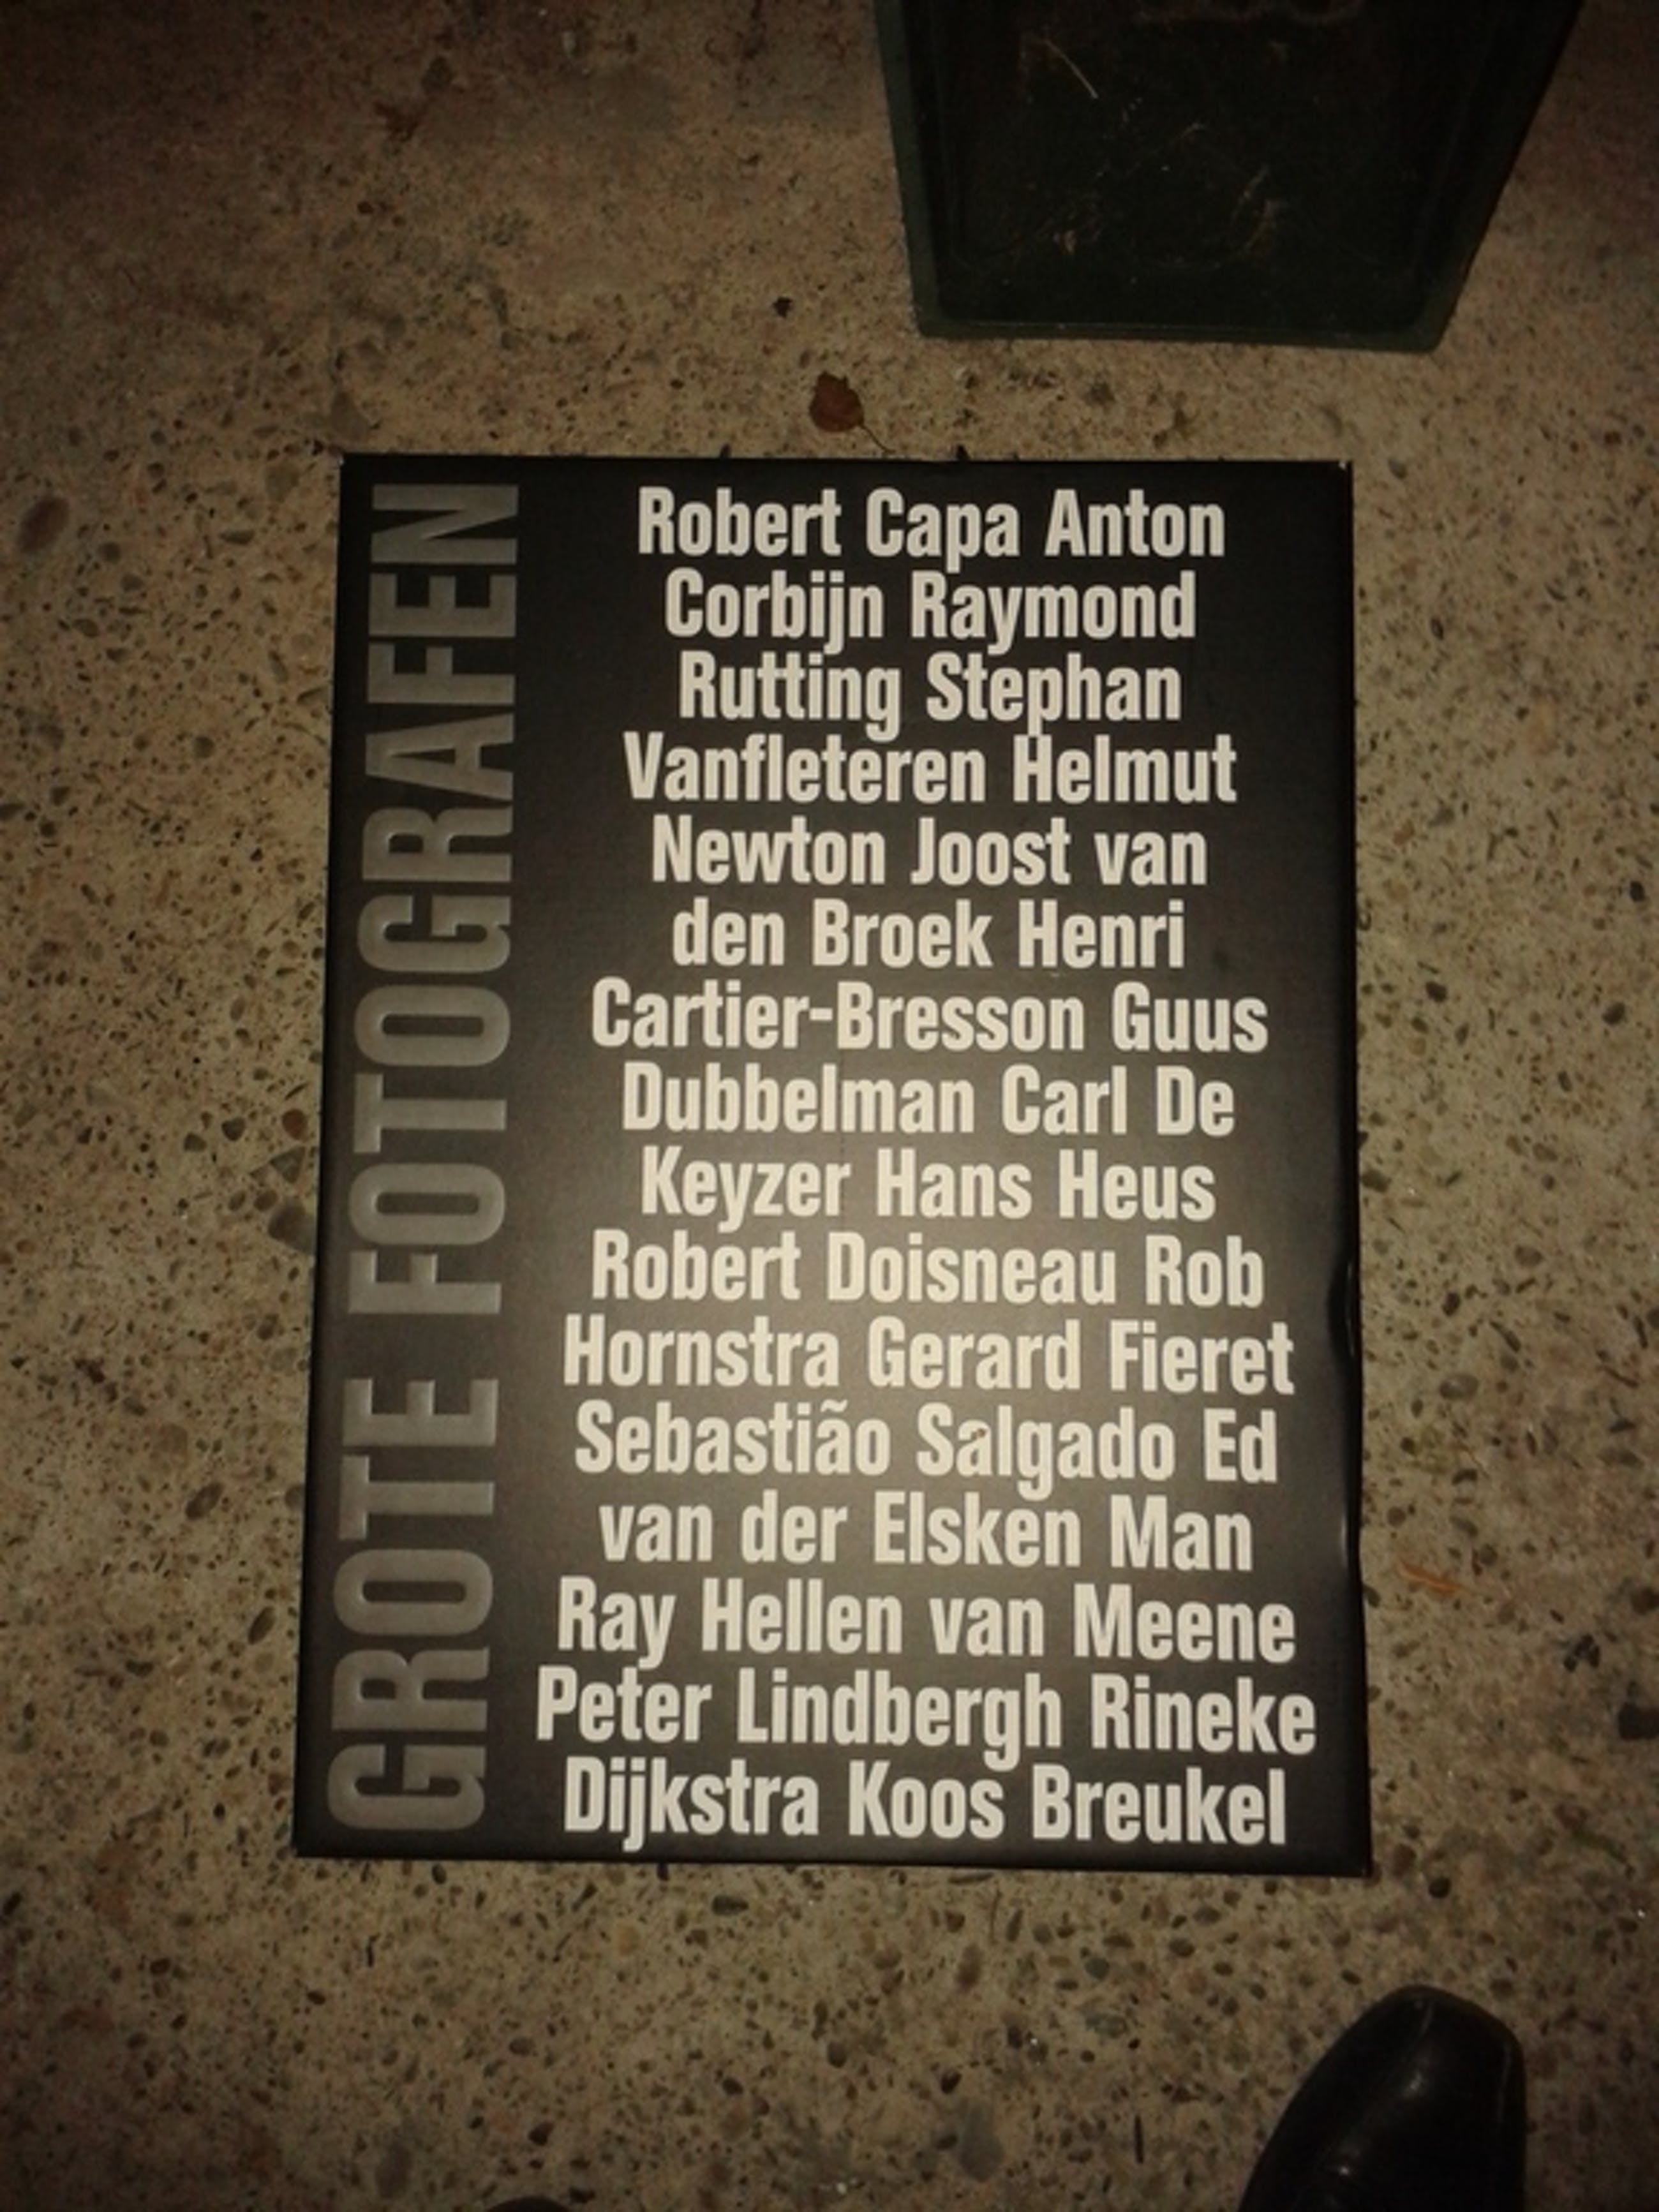 GROTE FOTOGRAFEN
Robert Capa Anton
Corbijn Raymond
Rutting Stephan
Vanfleteren Helmut
Newton Joost van
den Broek Henri
Cartier-Bresson Guus
Dubbelman Carl De
Keyzer Hans Heus
Robert Doisneau Rob
Hornstra Gerard Fieret
Sebastião Salgado Ed
van der Elsken Man
Ray Hellen van Meene
Peter Lindbergh Rineke
Dijkstra Koos Breukel